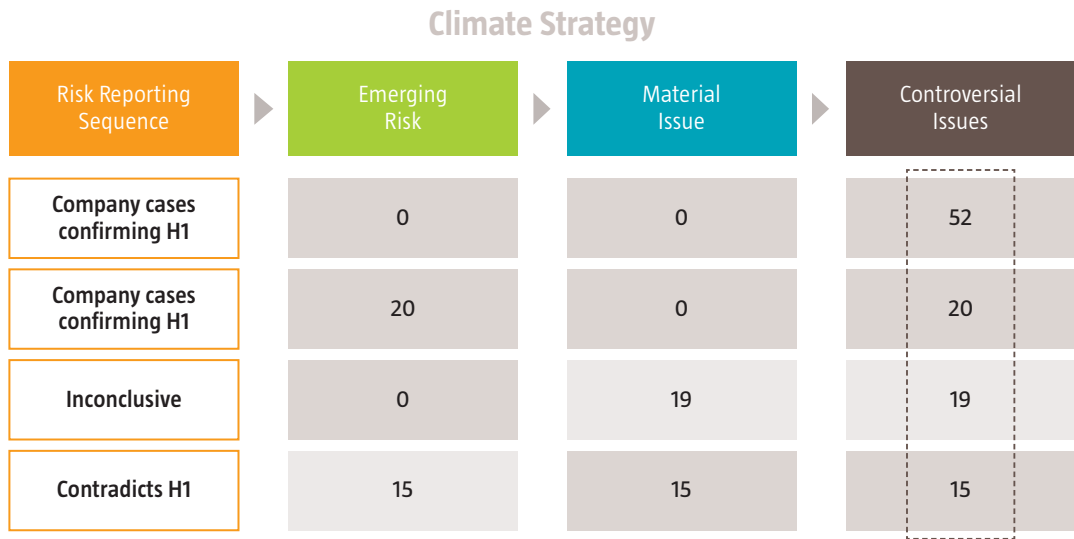 Climate Strategy
Risk Reporting
Sequence
Emerging
Risk
Material
Issue
Controversial
Issues
Company cases
confirming H1
0
0
52
Company cases
confirming H1
20
0
20
Inconclusive
0
19
19
Contradicts H1
15
15
15